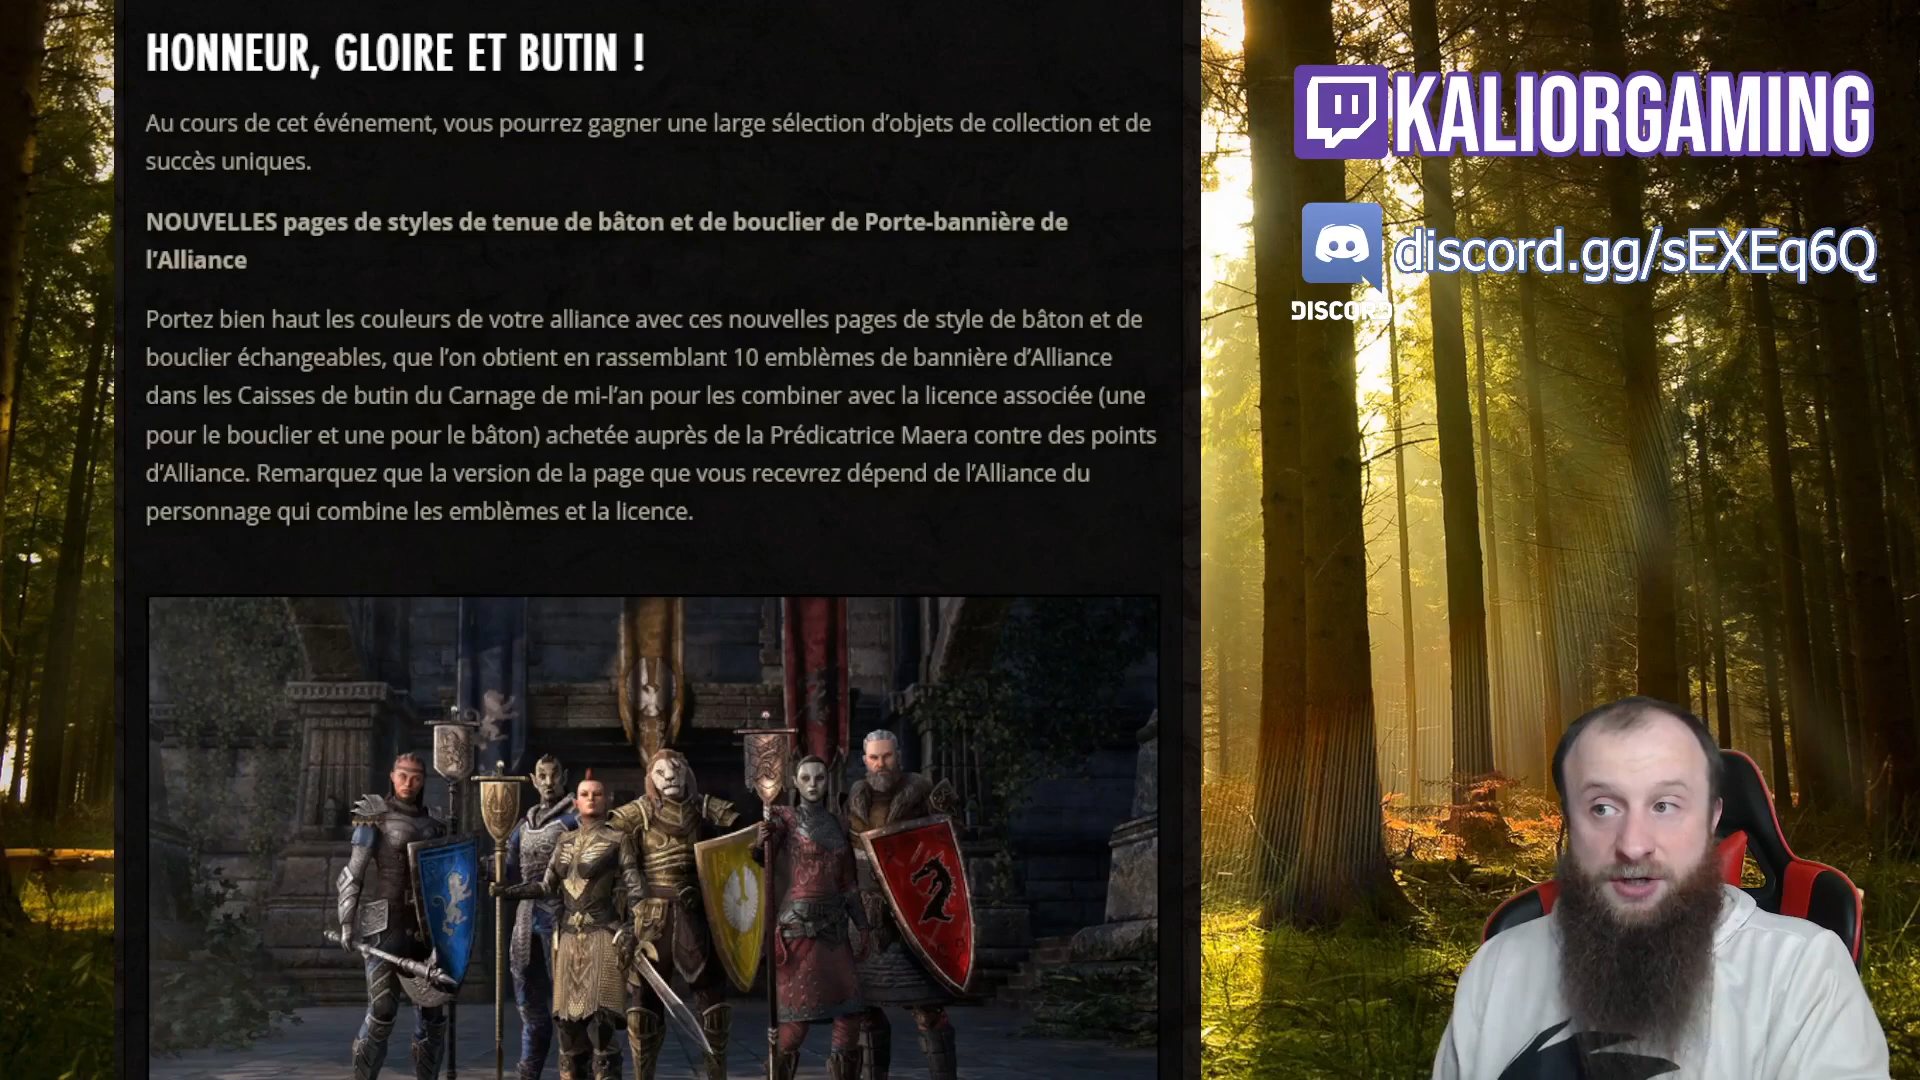 HONNEUR, GLOIRE ET BUTIN !
Au cours de cet événement, vous pourrez gagner une large sélection d’objets de collection et de
succès uniques.
NOUVELLES pages de styles de tenue de bâton et de bouclier de Porte-bannière de
l’Alliance
Portez bien haut les couleurs de votre alliance avec ces nouvelles pages de style de bâton et de
bouclier échangeables, que l’on obtient en rassemblant 10 emblèmes de bannière d’Alliance
dans les Caisses de butin du Carnage de mi-l’an pour les combiner avec la licence associée (une
pour le bouclier et une pour le bâton) achetée auprès de la Prédicatrice Maera contre des points
d’Alliance. Remarquez que la version de la page que vous recevrez dépend de l’Alliance du
personnage qui combine les emblèmes et la licence.
KALIORGAMING
discord.gg/sEXEq6Q
DISCORD